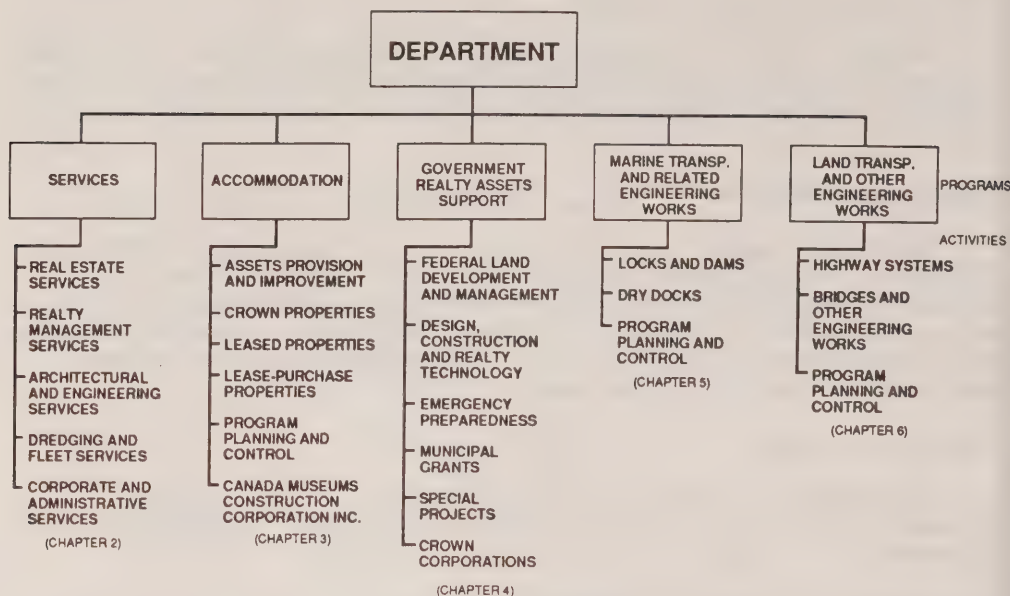 DEPARTMENT
SERVICES
ACCOMMODATION
GOVERNMENT
REALTY ASSETS
SUPPORT
MARINE TRANSP.
AND RELATED
ENGINEERING
WORKS
LAND TRANSP.
AND OTHER
ENGINEERING
WORKS
PROGRAMS
ACTIVITIES
REAL ESTATE
SERVICES
REALTY
MANAGEMENT
SERVICES
ARCHITECTURAL
AND ENGINEERING
SERVICES
DREDGING AND
FLEET SERVICES
CORPORATE AND
ADMINISTRATIVE
SERVICES
(CHAPTER 2)
ASSETS PROVISION
AND IMPROVEMENT
CROWN PROPERTIES
LEASED PROPERTIES
LEASE-PURCHASE
PROPERTIES
PROGRAM
PLANNING AND
CONTROL
CANADA MUSEUMS
CONSTRUCTION
CORPORATION INC.
(CHAPTER 3)
FEDERAL LAND
DEVELOPMENT
AND MANAGEMENT
DESIGN,
CONSTRUCTION
AND REALTY
TECHNOLOGY
EMERGENCY
PREPAREDNESS
MUNICIPAL
GRANTS
SPECIAL
PROJECTS
CROWN
CORPORATIONS
(CHAPTER 4)
LOCKS AND DAMS
DRY DOCKS
PROGRAM
PLANNING AND
CONTROL
(CHAPTER 5)
HIGHWAY SYSTEMS
BRIDGES AND
OTHER
ENGINEERING
WORKS
PROGRAM
PLANNING AND
CONTROL
(CHAPTER 6)